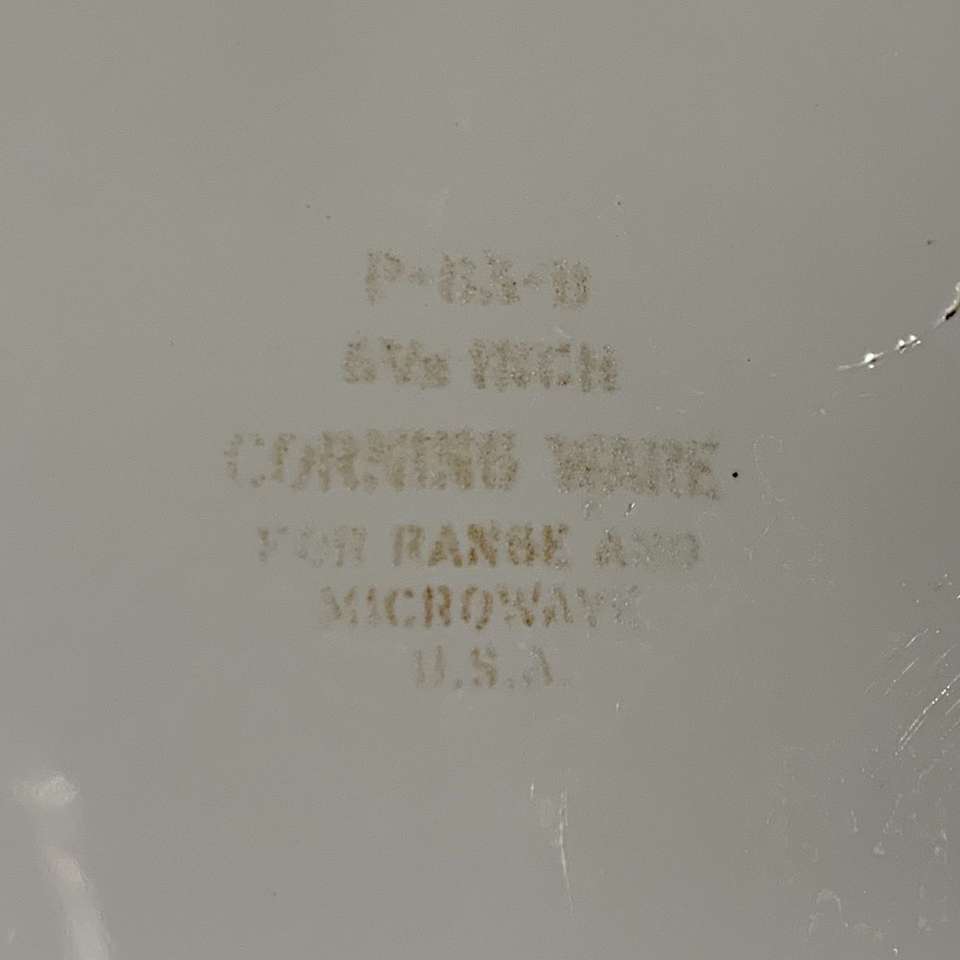 P-83-B
6½ INCH
CORNING WARE
FOR RANGE AND
MICROWAVE
U.S.A.